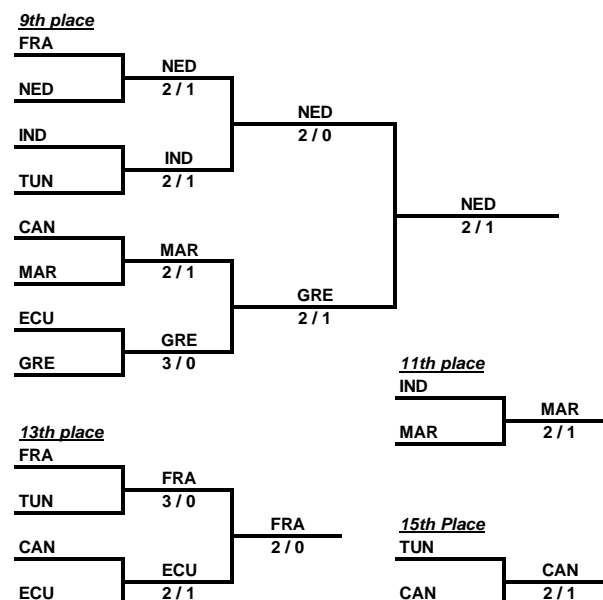 9th place
FRA
NED
NED
2 / 1
IND
TUN
IND
2 / 1
NED
2 / 0
CAN
MAR
MAR
2 / 1
ECU
GRE
GRE
3 / 0
GRE
2 / 1
NED
2 / 1
11th place
IND
MAR
MAR
2 / 1
13th place
FRA
TUN
FRA
3 / 0
CAN
ECU
ECU
2 / 1
FRA
2 / 0
15th Place
TUN
CAN
CAN
2 / 1